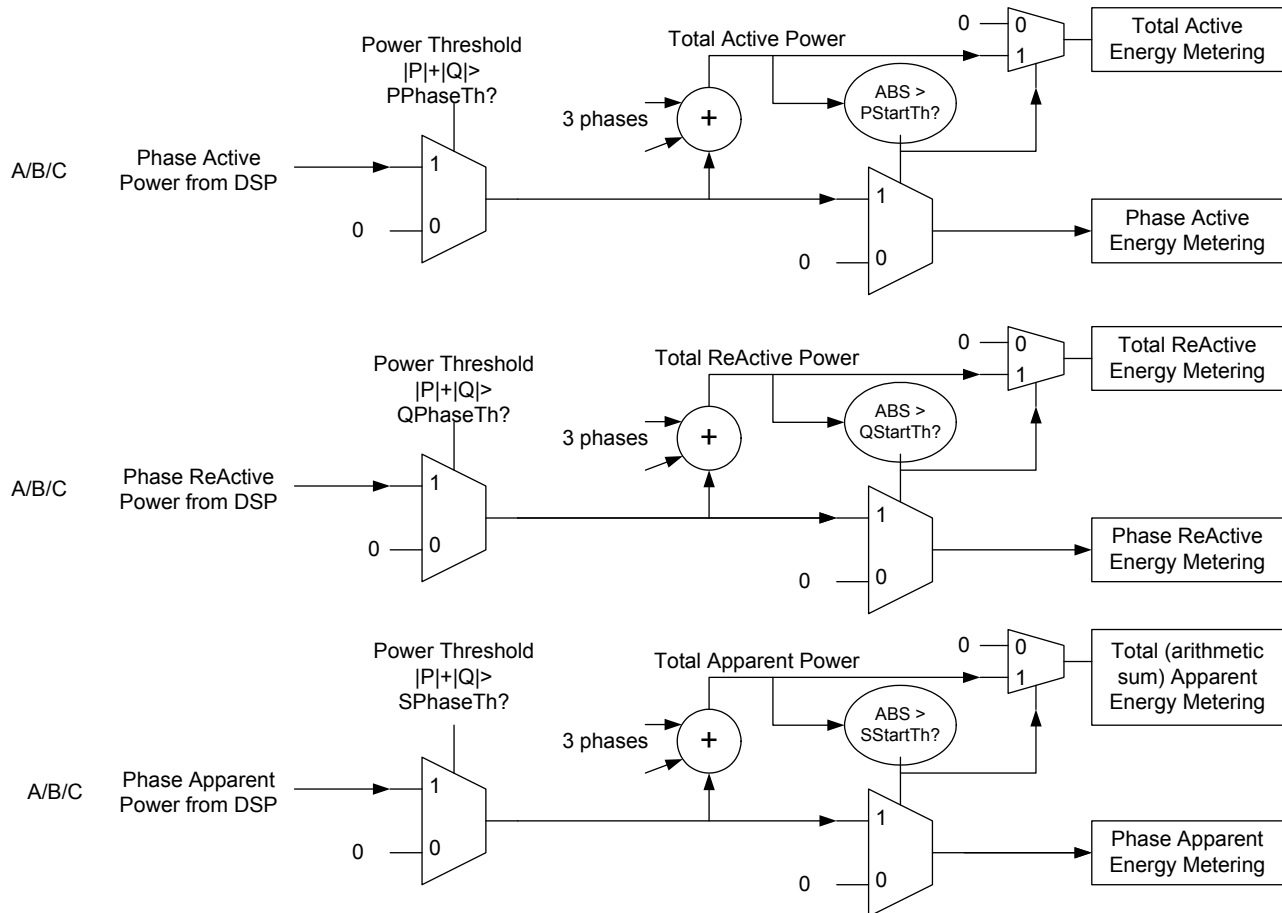 Power Threshold
|P|+|Q|>
PPhaseTh?
Total Active Power
0
0
1
Total Active
Energy Metering
ABS >
PStartTh?
3 phases
+
A/B/C
Phase Active
Power from DSP
1
0
0
1
0
0
Phase Active
Energy Metering
Power Threshold
|P|+|Q|>
QPhaseTh?
Total ReActive Power
0
0
1
Total ReActive
Energy Metering
ABS >
QStartTh?
3 phases
+
A/B/C
Phase ReActive
Power from DSP
1
0
0
1
0
0
Phase ReActive
Energy Metering
Power Threshold
|P|+|Q|>
SPhaseTh?
Total Apparent Power
0
0
1
Total (arithmetic
sum) Apparent
Energy Metering
ABS >
SStartTh?
3 phases
+
A/B/C
Phase Apparent
Power from DSP
1
0
0
1
0
0
Phase Apparent
Energy Metering